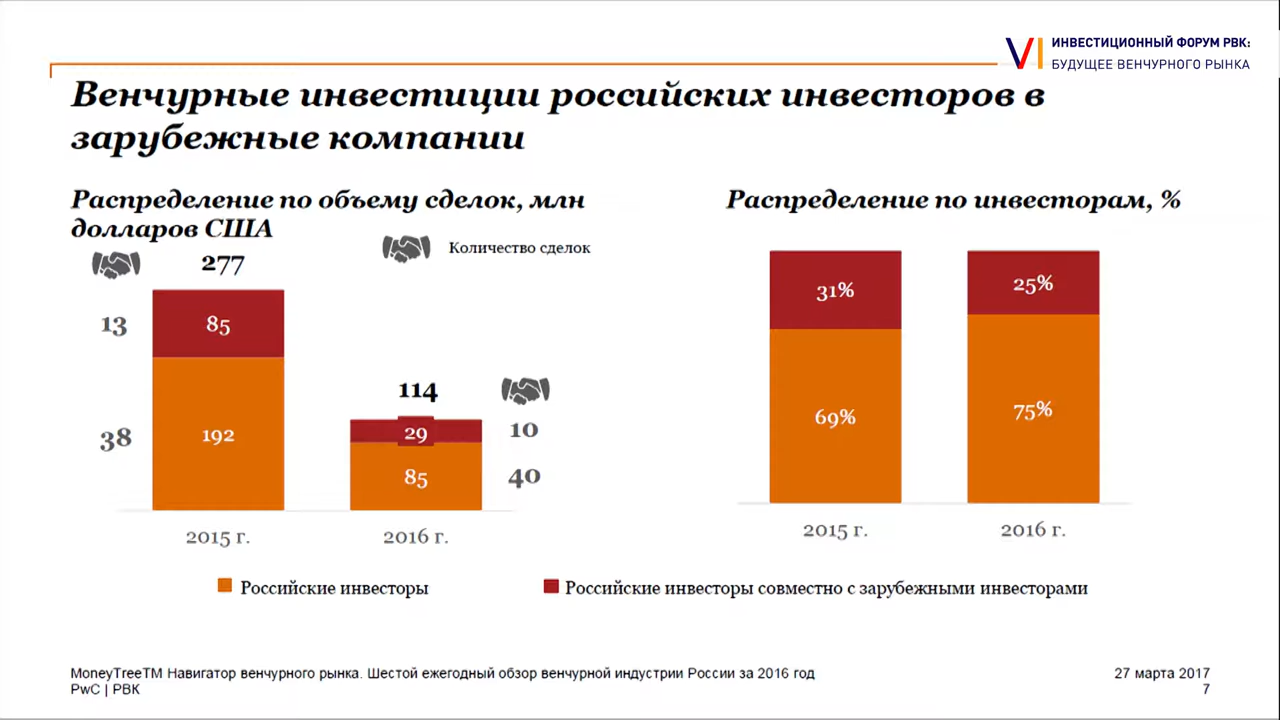 VI ИНВЕСТИЦИОННЫЙ ФОРУМ РВК:
БУДУЩЕЕ ВЕНЧУРНОГО РЫНКА
Венчурные инвестиции российских инвесторов в
зарубежные компании
Распределение по объему сделок, млн
долларов США
Количество сделок
277
13
85
38
192
114
29
10
85
40
2015 г.
2016 г.
Распределение по инвесторам, %
31%
25%
69%
75%
2015 г.
2016 г.
Российские инвесторы
Российские инвесторы совместно с зарубежными инвесторами
MoneyTreeTM Навигатор венчурного рынка. Шестой ежегодный обзор венчурной индустрии России за 2016 год
PwC | РВК
27 марта 2017
7